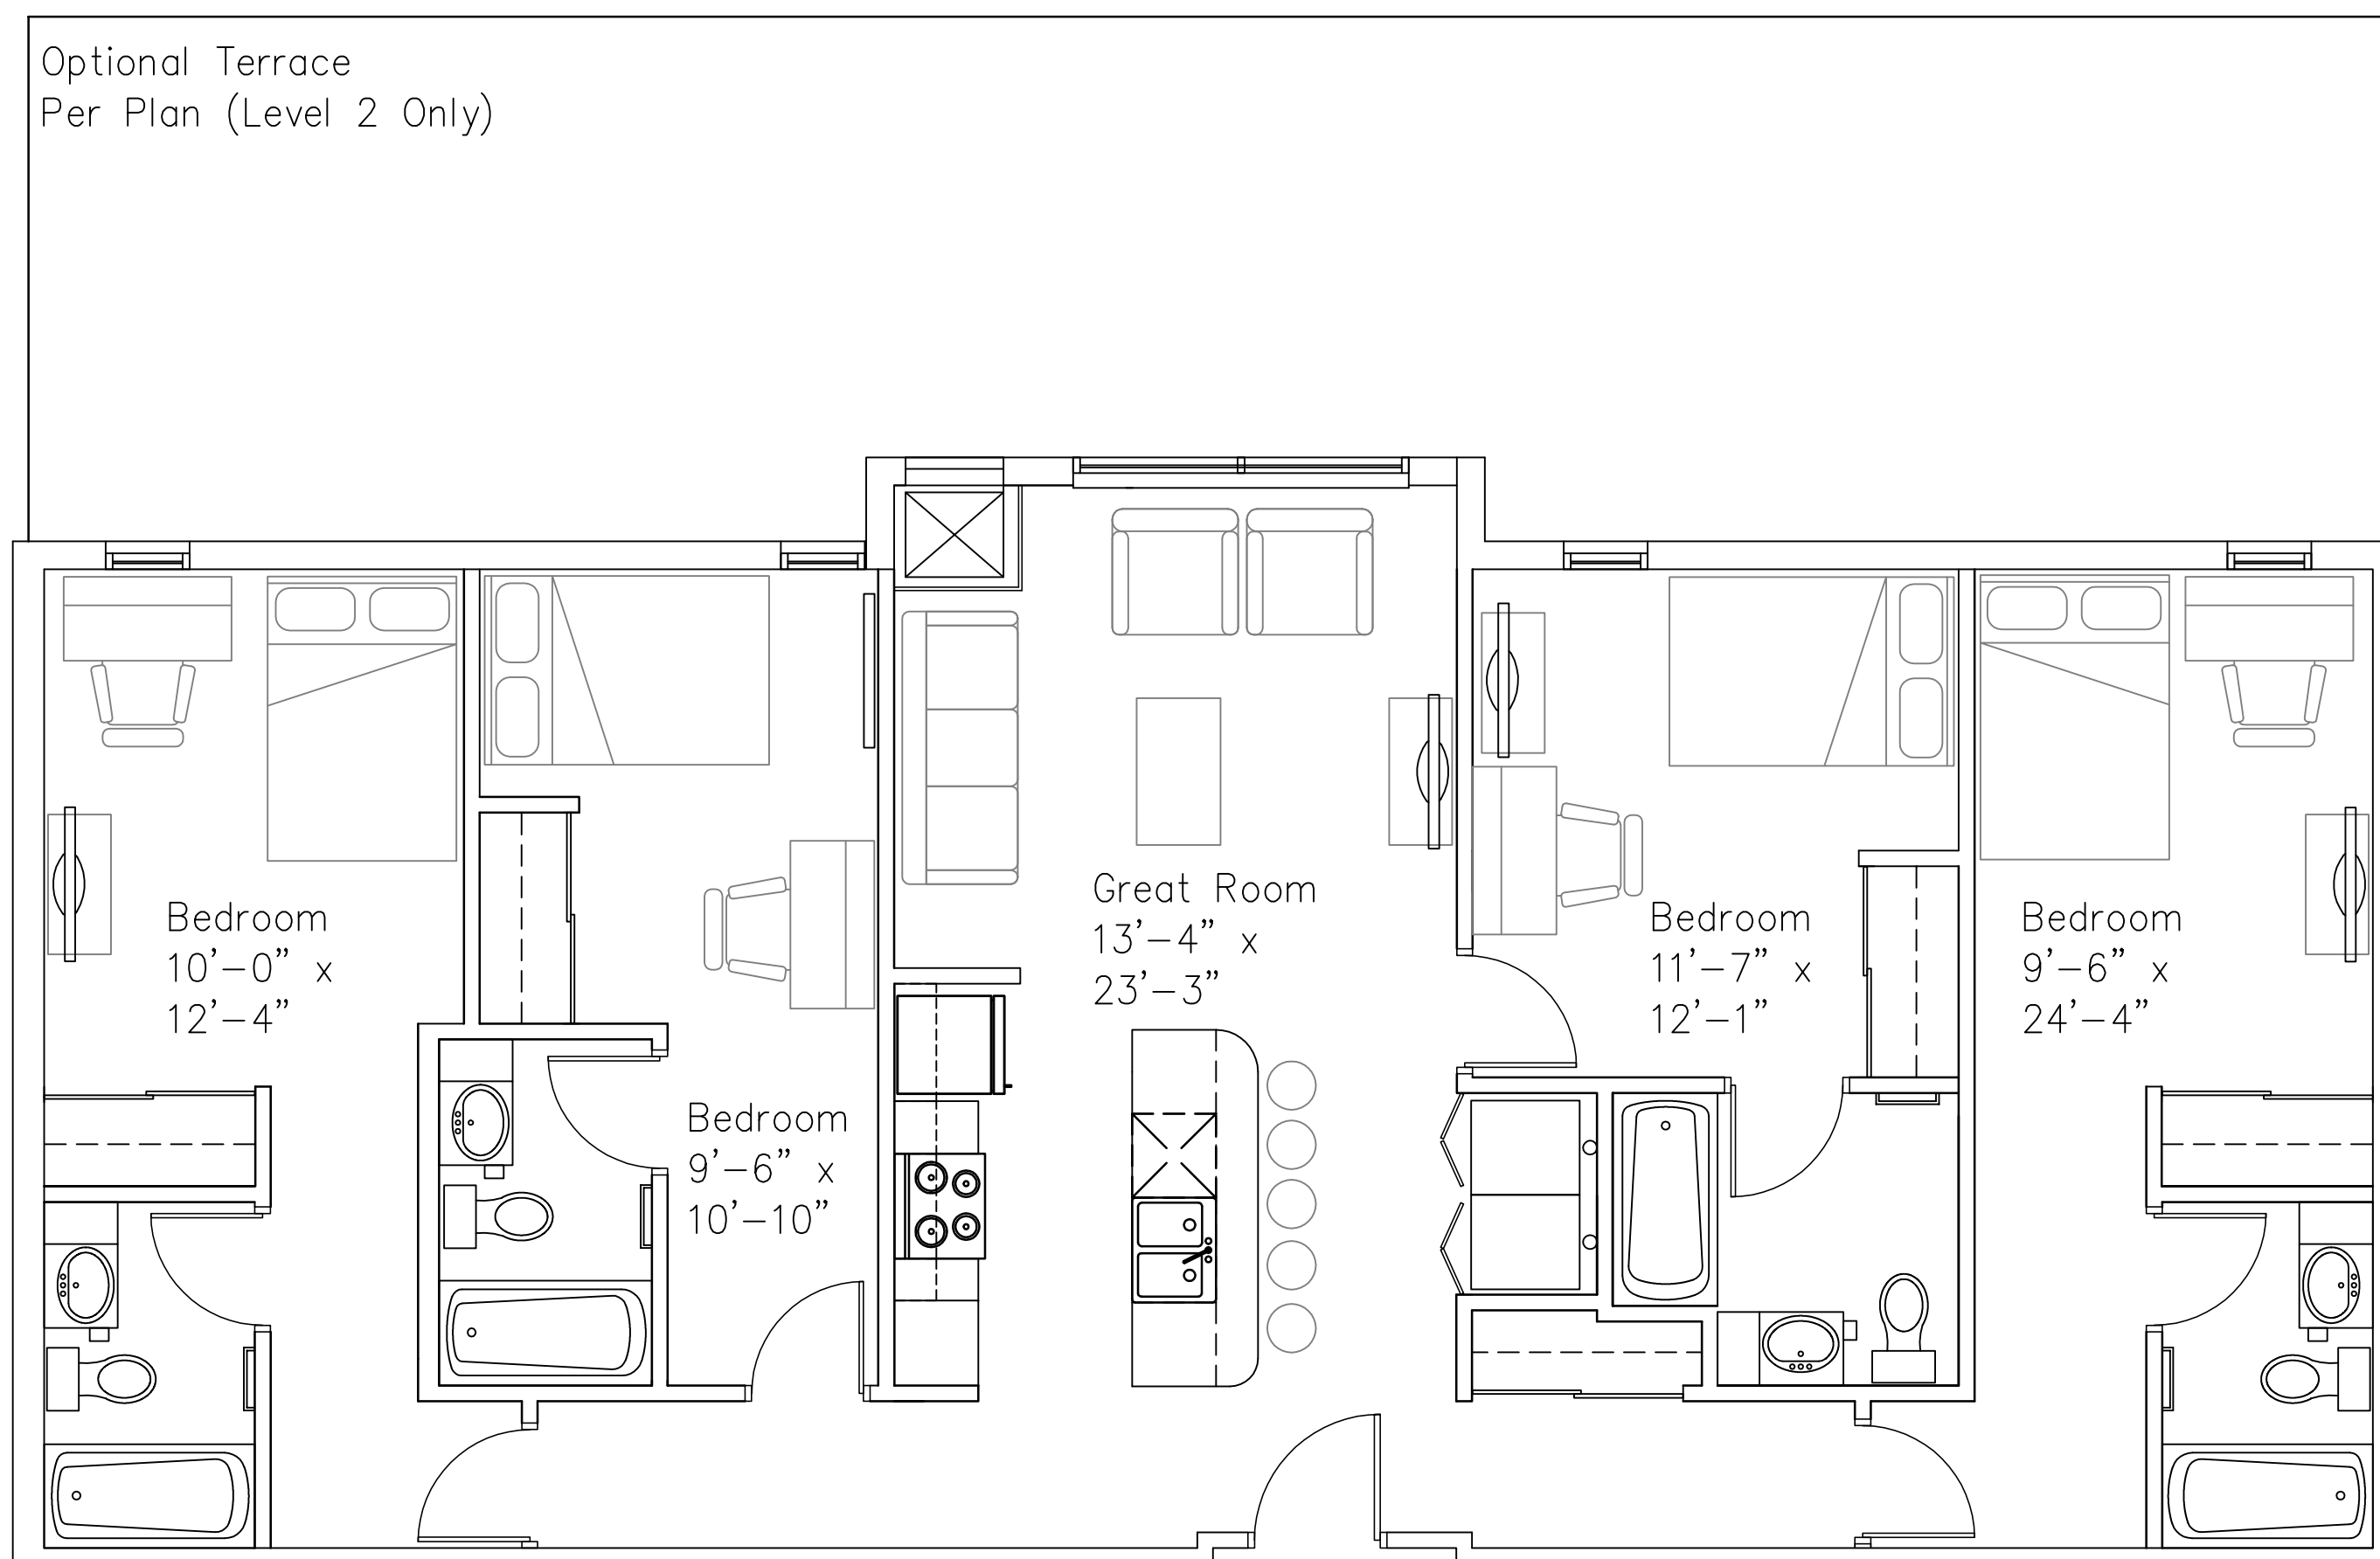 Optional Terrace
Per Plan (Level 2 Only)
Bedroom
10'-0" x
12'-4"
Bedroom
9'-6" x
10'-10"
Great Room
13'-4" x
23'-3"
Bedroom
11'-7" x
12'-1"
Bedroom
9'-6" x
24'-4"